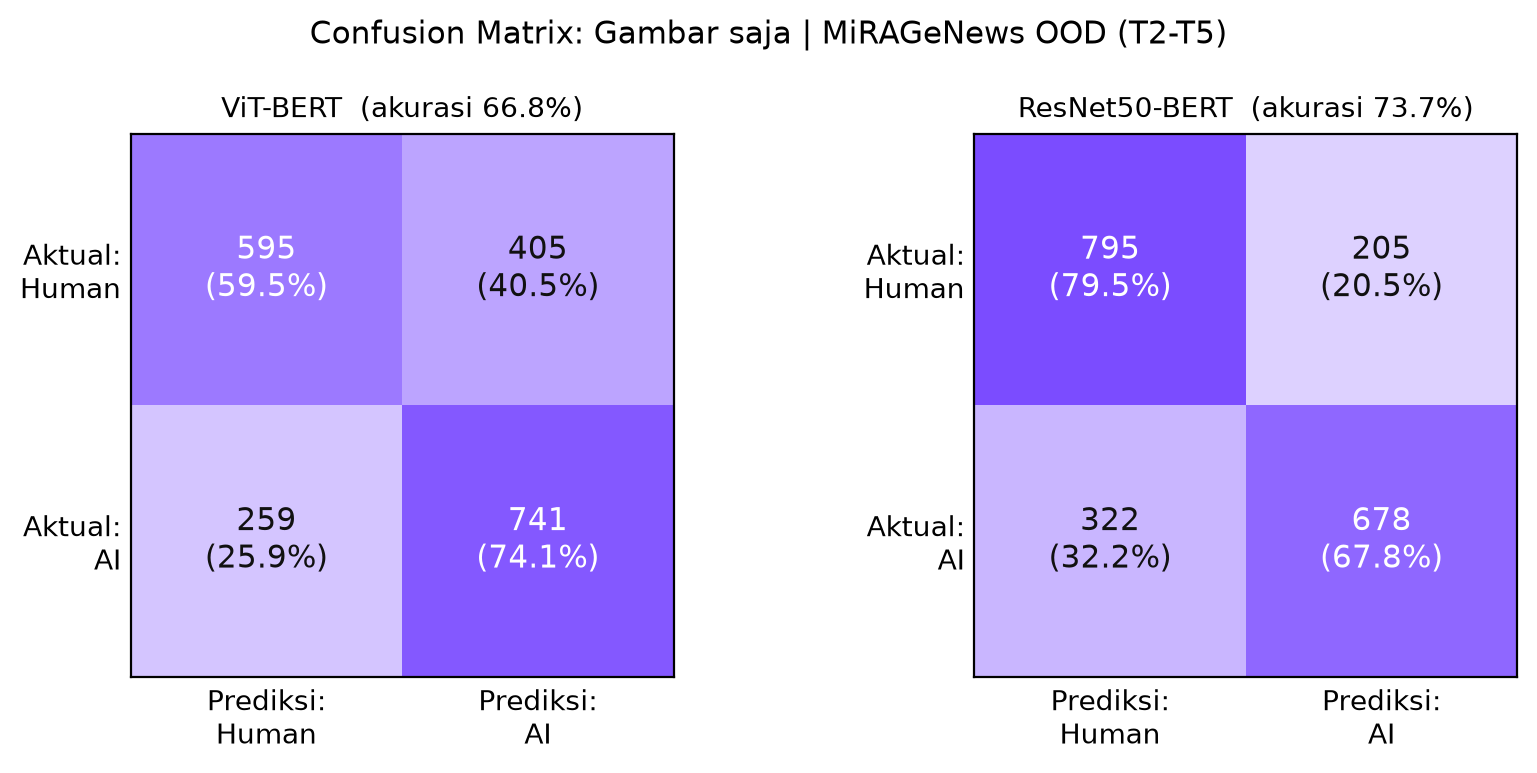 Confusion Matrix: Gambar saja | MiRAGeNews OOD (T2-T5)
ViT-BERT (akurasi 66.8%)
Aktual:
Human
595
(59.5%)
405
(40.5%)
Aktual:
AI
259
(25.9%)
741
(74.1%)
Prediksi:
Human
Prediksi:
AI
ResNet50-BERT (akurasi 73.7%)
Aktual:
Human
795
(79.5%)
205
(20.5%)
Aktual:
AI
322
(32.2%)
678
(67.8%)
Prediksi:
Human
Prediksi:
AI